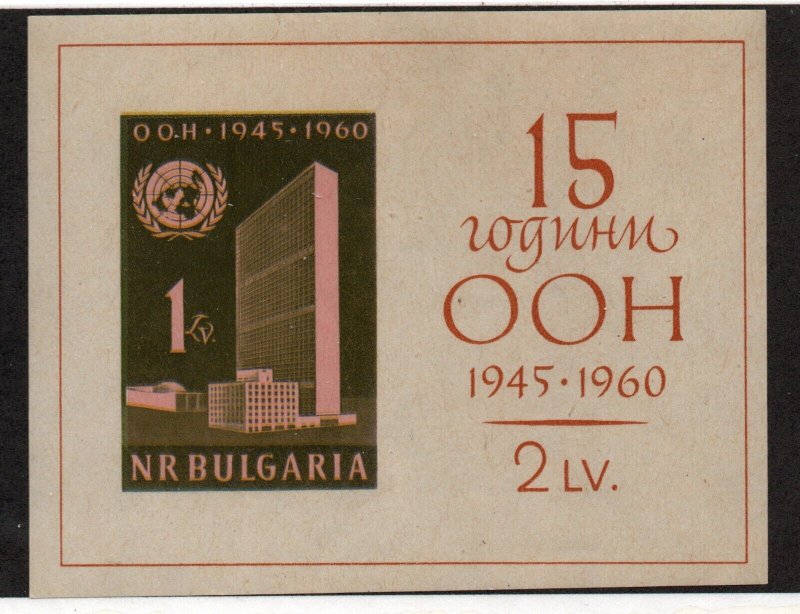 ООН · 1945 · 1960
1 Lv.
NR BULGARIA
15
години
ООН
1945 · 1960
2 LV.